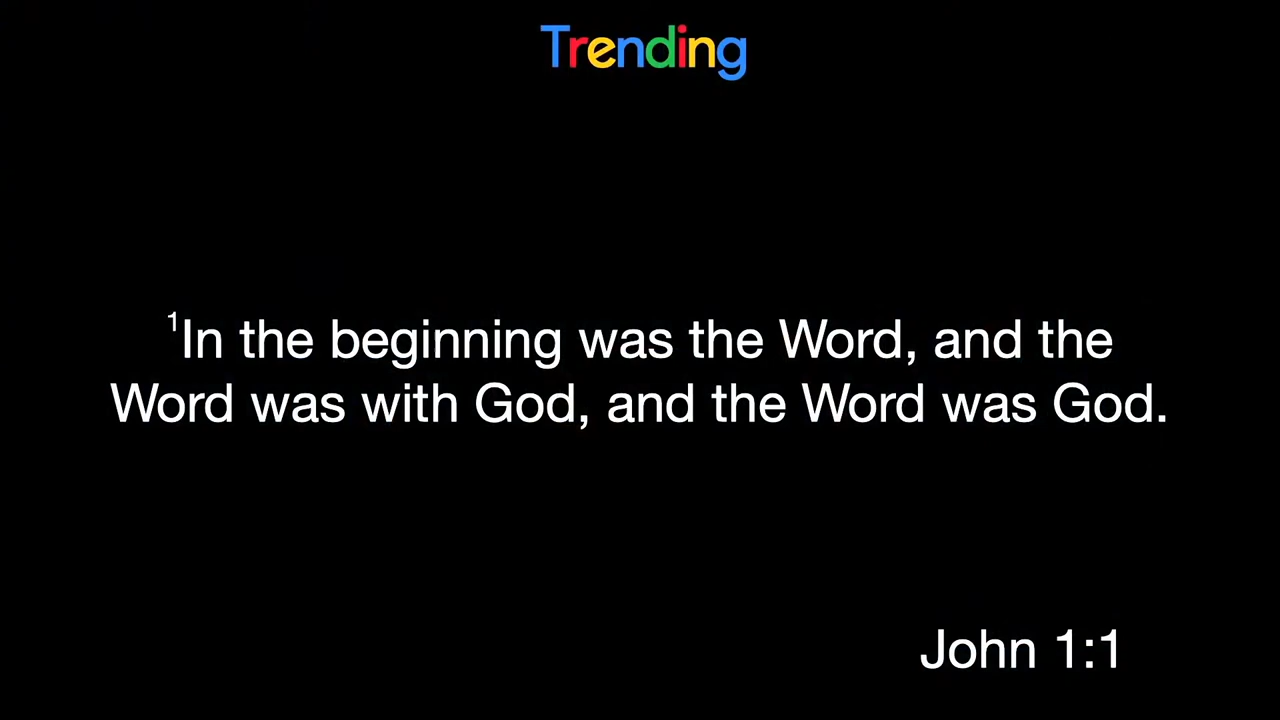 Trending
¹In the beginning was the Word, and the
Word was with God, and the Word was God.
John 1:1